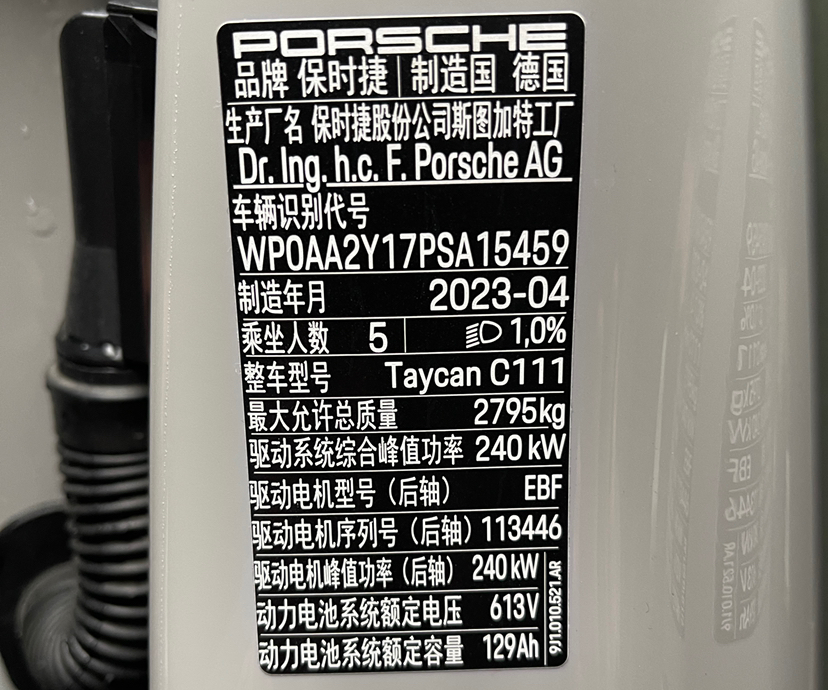 PORSCHE
品牌 保时捷 制造国 德国
生产厂名 保时捷股份公司斯图加特工厂
Dr. Ing. h.c. F. Porsche AG
车辆识别代号
WP0AA2Y17PSA15459
制造年月 2023-04
乘坐人数 5 1,0%
整车型号 Taycan C111
最大允许总质量 2795kg
驱动系统综合峰值功率 240 kW
驱动电机型号（后轴） EBF
驱动电机序列号（后轴） 113446
驱动电机峰值功率（后轴） 240 kW
动力电池系统额定电压 613V
动力电池系统额定容量 129Ah
9J1.010.521.AR